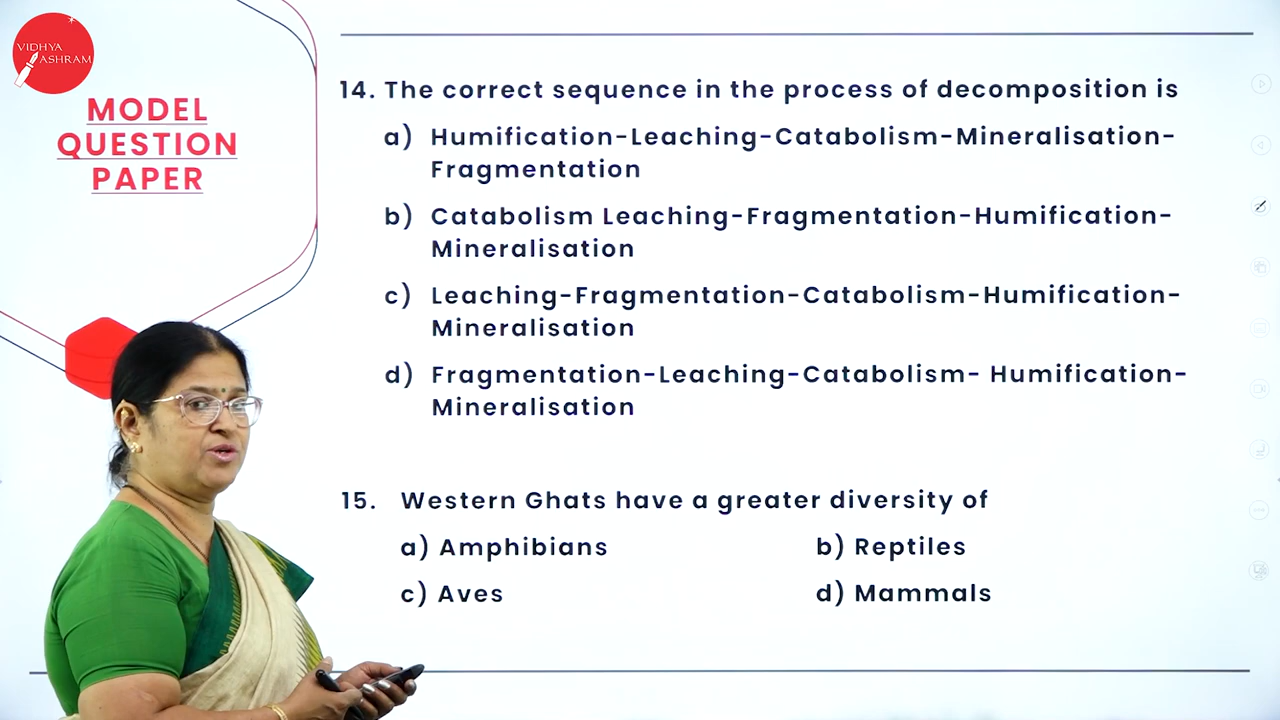 VIDHYA
ASHRAM
MODEL
QUESTION
PAPER
14. The correct sequence in the process of decomposition is
a) Humification-Leaching-Catabolism-Mineralisation-
Fragmentation
b) Catabolism Leaching-Fragmentation-Humification-
Mineralisation
c) Leaching-Fragmentation-Catabolism-Humification-
Mineralisation
d) Fragmentation-Leaching-Catabolism- Humification-
Mineralisation
15. Western Ghats have a greater diversity of
a) Amphibians b) Reptiles
c) Aves d) Mammals